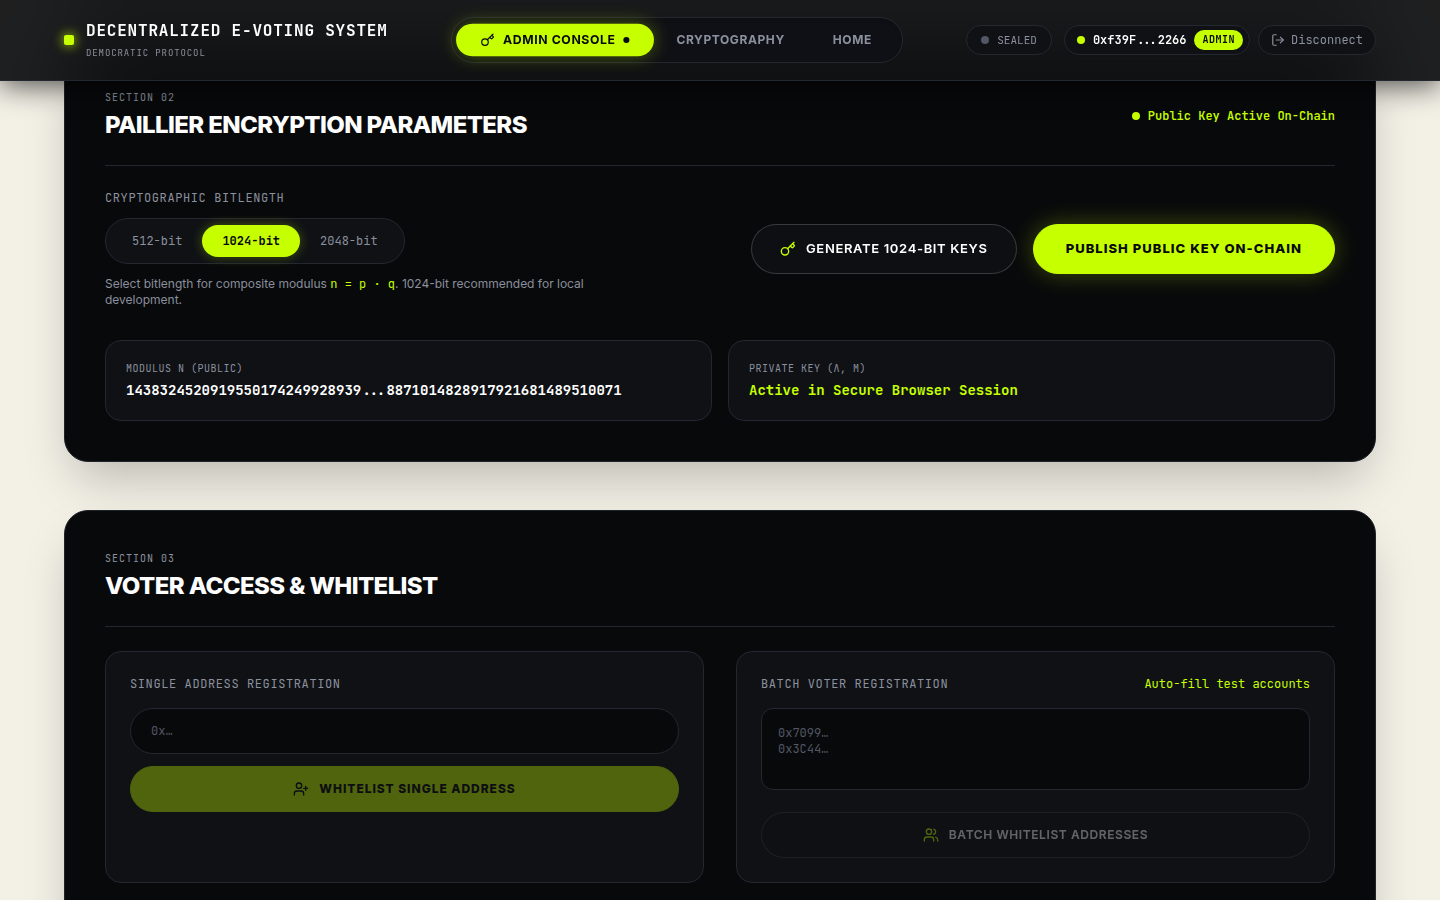 DECENTRALIZED E-VOTING SYSTEM
DEMOCRATIC PROTOCOL
ADMIN CONSOLE
CRYPTOGRAPHY
HOME
SEALED
0xf39F...2266
ADMIN
Disconnect
SECTION 02
PAILLIER ENCRYPTION PARAMETERS
Public Key Active On-Chain
CRYPTOGRAPHIC BITLENGTH
512-bit
1024-bit
2048-bit
GENERATE 1024-BIT KEYS
PUBLISH PUBLIC KEY ON-CHAIN
Select bitlength for composite modulus n = p · q. 1024-bit recommended for local
development.
MODULUS N (PUBLIC)
1438324520919550174249928939...88710148289179216814895​10071
PRIVATE KEY (Λ, Μ)
Active in Secure Browser Session
SECTION 03
VOTER ACCESS & WHITELIST
SINGLE ADDRESS REGISTRATION
0x…
WHITELIST SINGLE ADDRESS
BATCH VOTER REGISTRATION
Auto-fill test accounts
0x7099…
0x3C44…
BATCH WHITELIST ADDRESSES